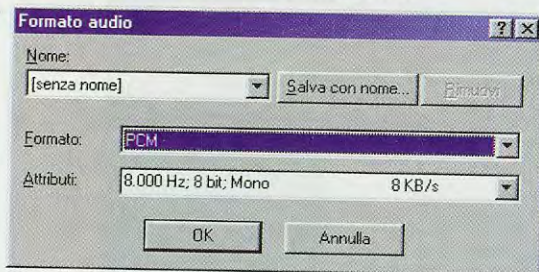 Formato audio
Nome:
[senza nome]
Salva con nome...
Rimuovi
Formato:
PCM
Attributi:
8.000 Hz; 8 bit; Mono 8 KB/s
OK
Annulla